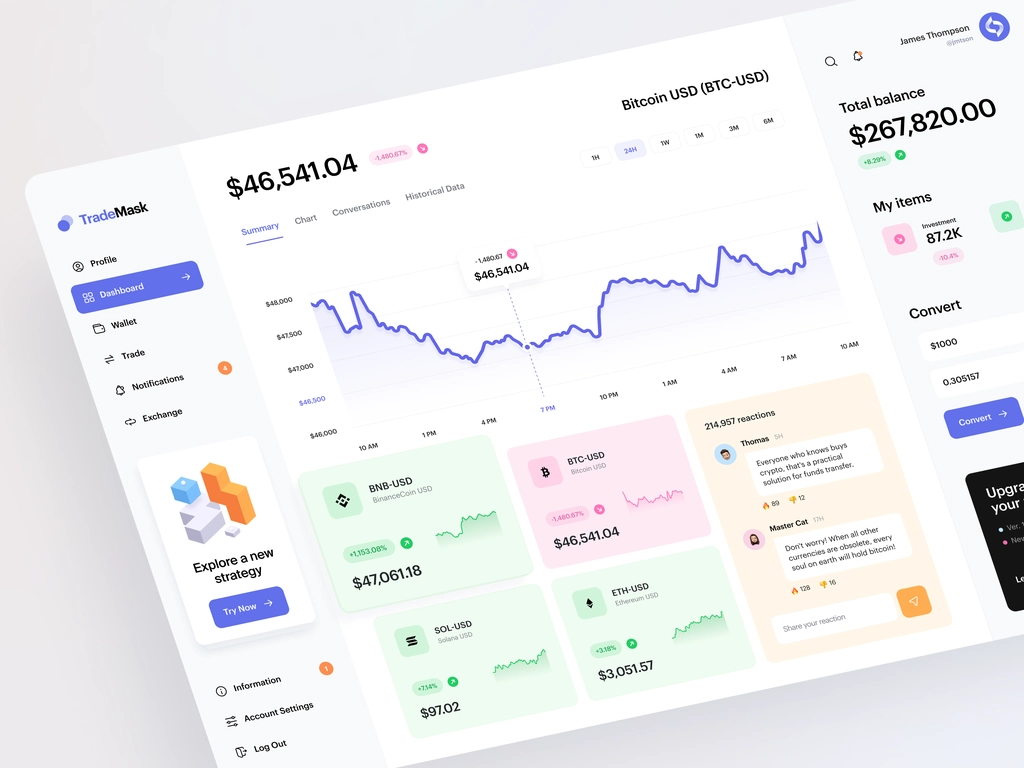 TradeMask
Profile
Dashboard
Wallet
Trade
Notifications
4
Exchange
Explore a new
strategy
Try Now
Information
1
Account Settings
Log Out
$46,541.04
-1,480.67%
Bitcoin USD (BTC-USD)
Summary
Chart
Conversations
Historical Data
1H
24H
1W
1M
3M
6M
-1,480.67
$46,541.04
$48,000
$47,500
$47,000
$46,500
$46,000
10 AM
1 PM
4 PM
7 PM
10 PM
1 AM
4 AM
7 AM
10 AM
BNB-USD
BinanceCoin USD
+1,153.08%
$47,061.18
BTC-USD
Bitcoin USD
-1,480.67%
$46,541.04
SOL-USD
Solana USD
+7.14%
$97.02
ETH-USD
Ethereum USD
+3.16%
$3,051.57
214,957 reactions
Thomas 5H
Everyone who knows buys
crypto, that's a practical
solution for funds transfer.
89
12
Master Cat 17H
Don't worry! When all other
currencies are obsolete, every
soul on earth will hold bitcoin!
128
16
Share your reaction
James Thompson
@jmtson
Total balance
$267,820.00
+8.29%
My items
Investment
87.2K
-10.4%
Convert
$1000
0.305157
Convert
Upgra
your
Ver.
New
Le